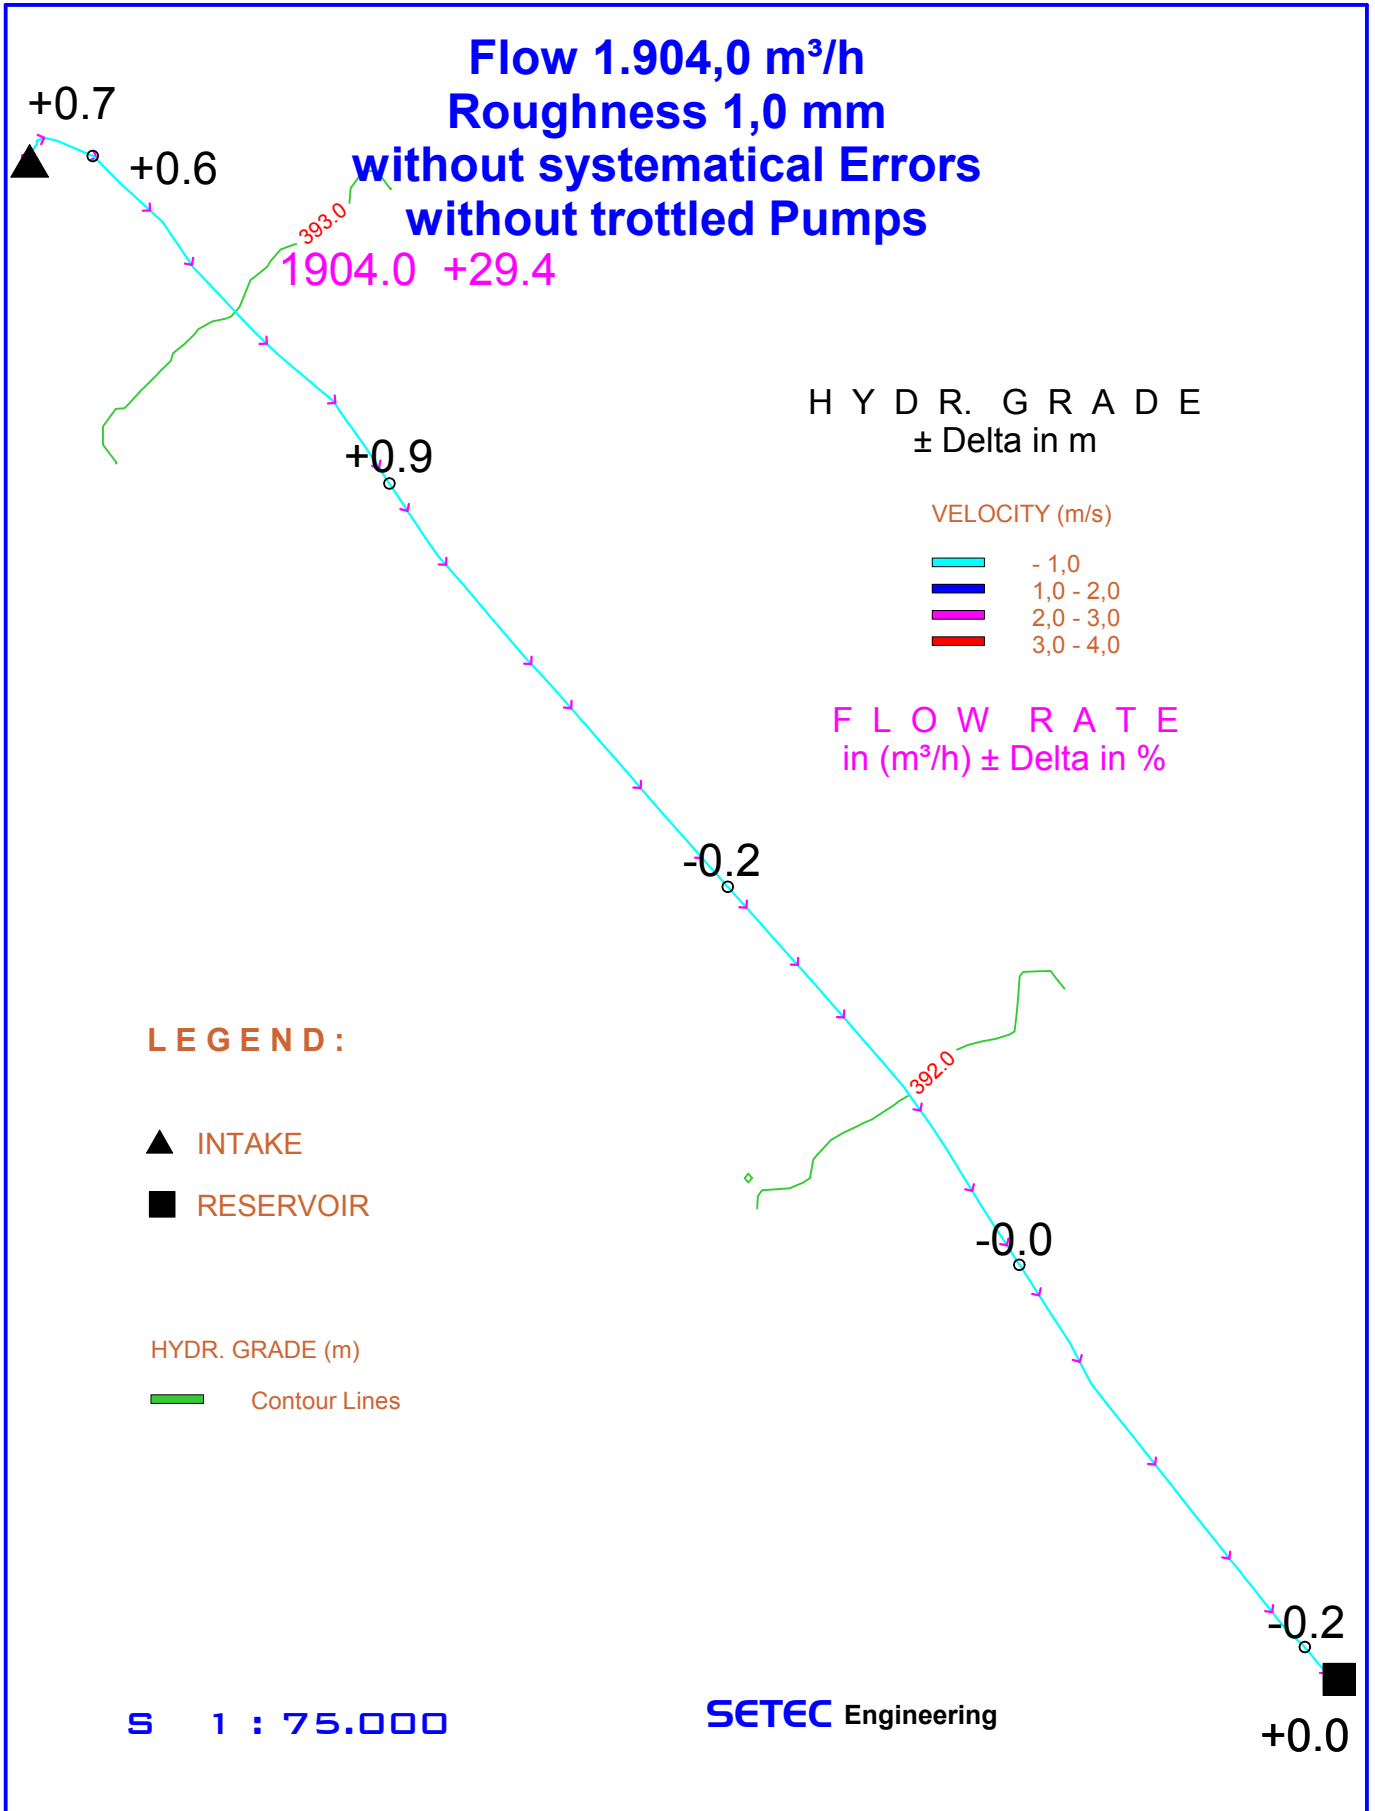 Flow 1.904,0 m³/h
Roughness 1,0 mm
without systematical Errors
without trottled Pumps
+0.7
+0.6
393.0
1904.0 +29.4
H Y D R. G R A D E
± Delta in m
+0.9
VELOCITY (m/s)
- 1,0
1,0 - 2,0
2,0 - 3,0
3,0 - 4,0
F L O W R A T E
in (m³/h) ± Delta in %
-0.2
L E G E N D :
392.0
INTAKE
RESERVOIR
-0.0
HYDR. GRADE (m)
Contour Lines
-0.2
S 1 : 75.000
SETEC Engineering
+0.0